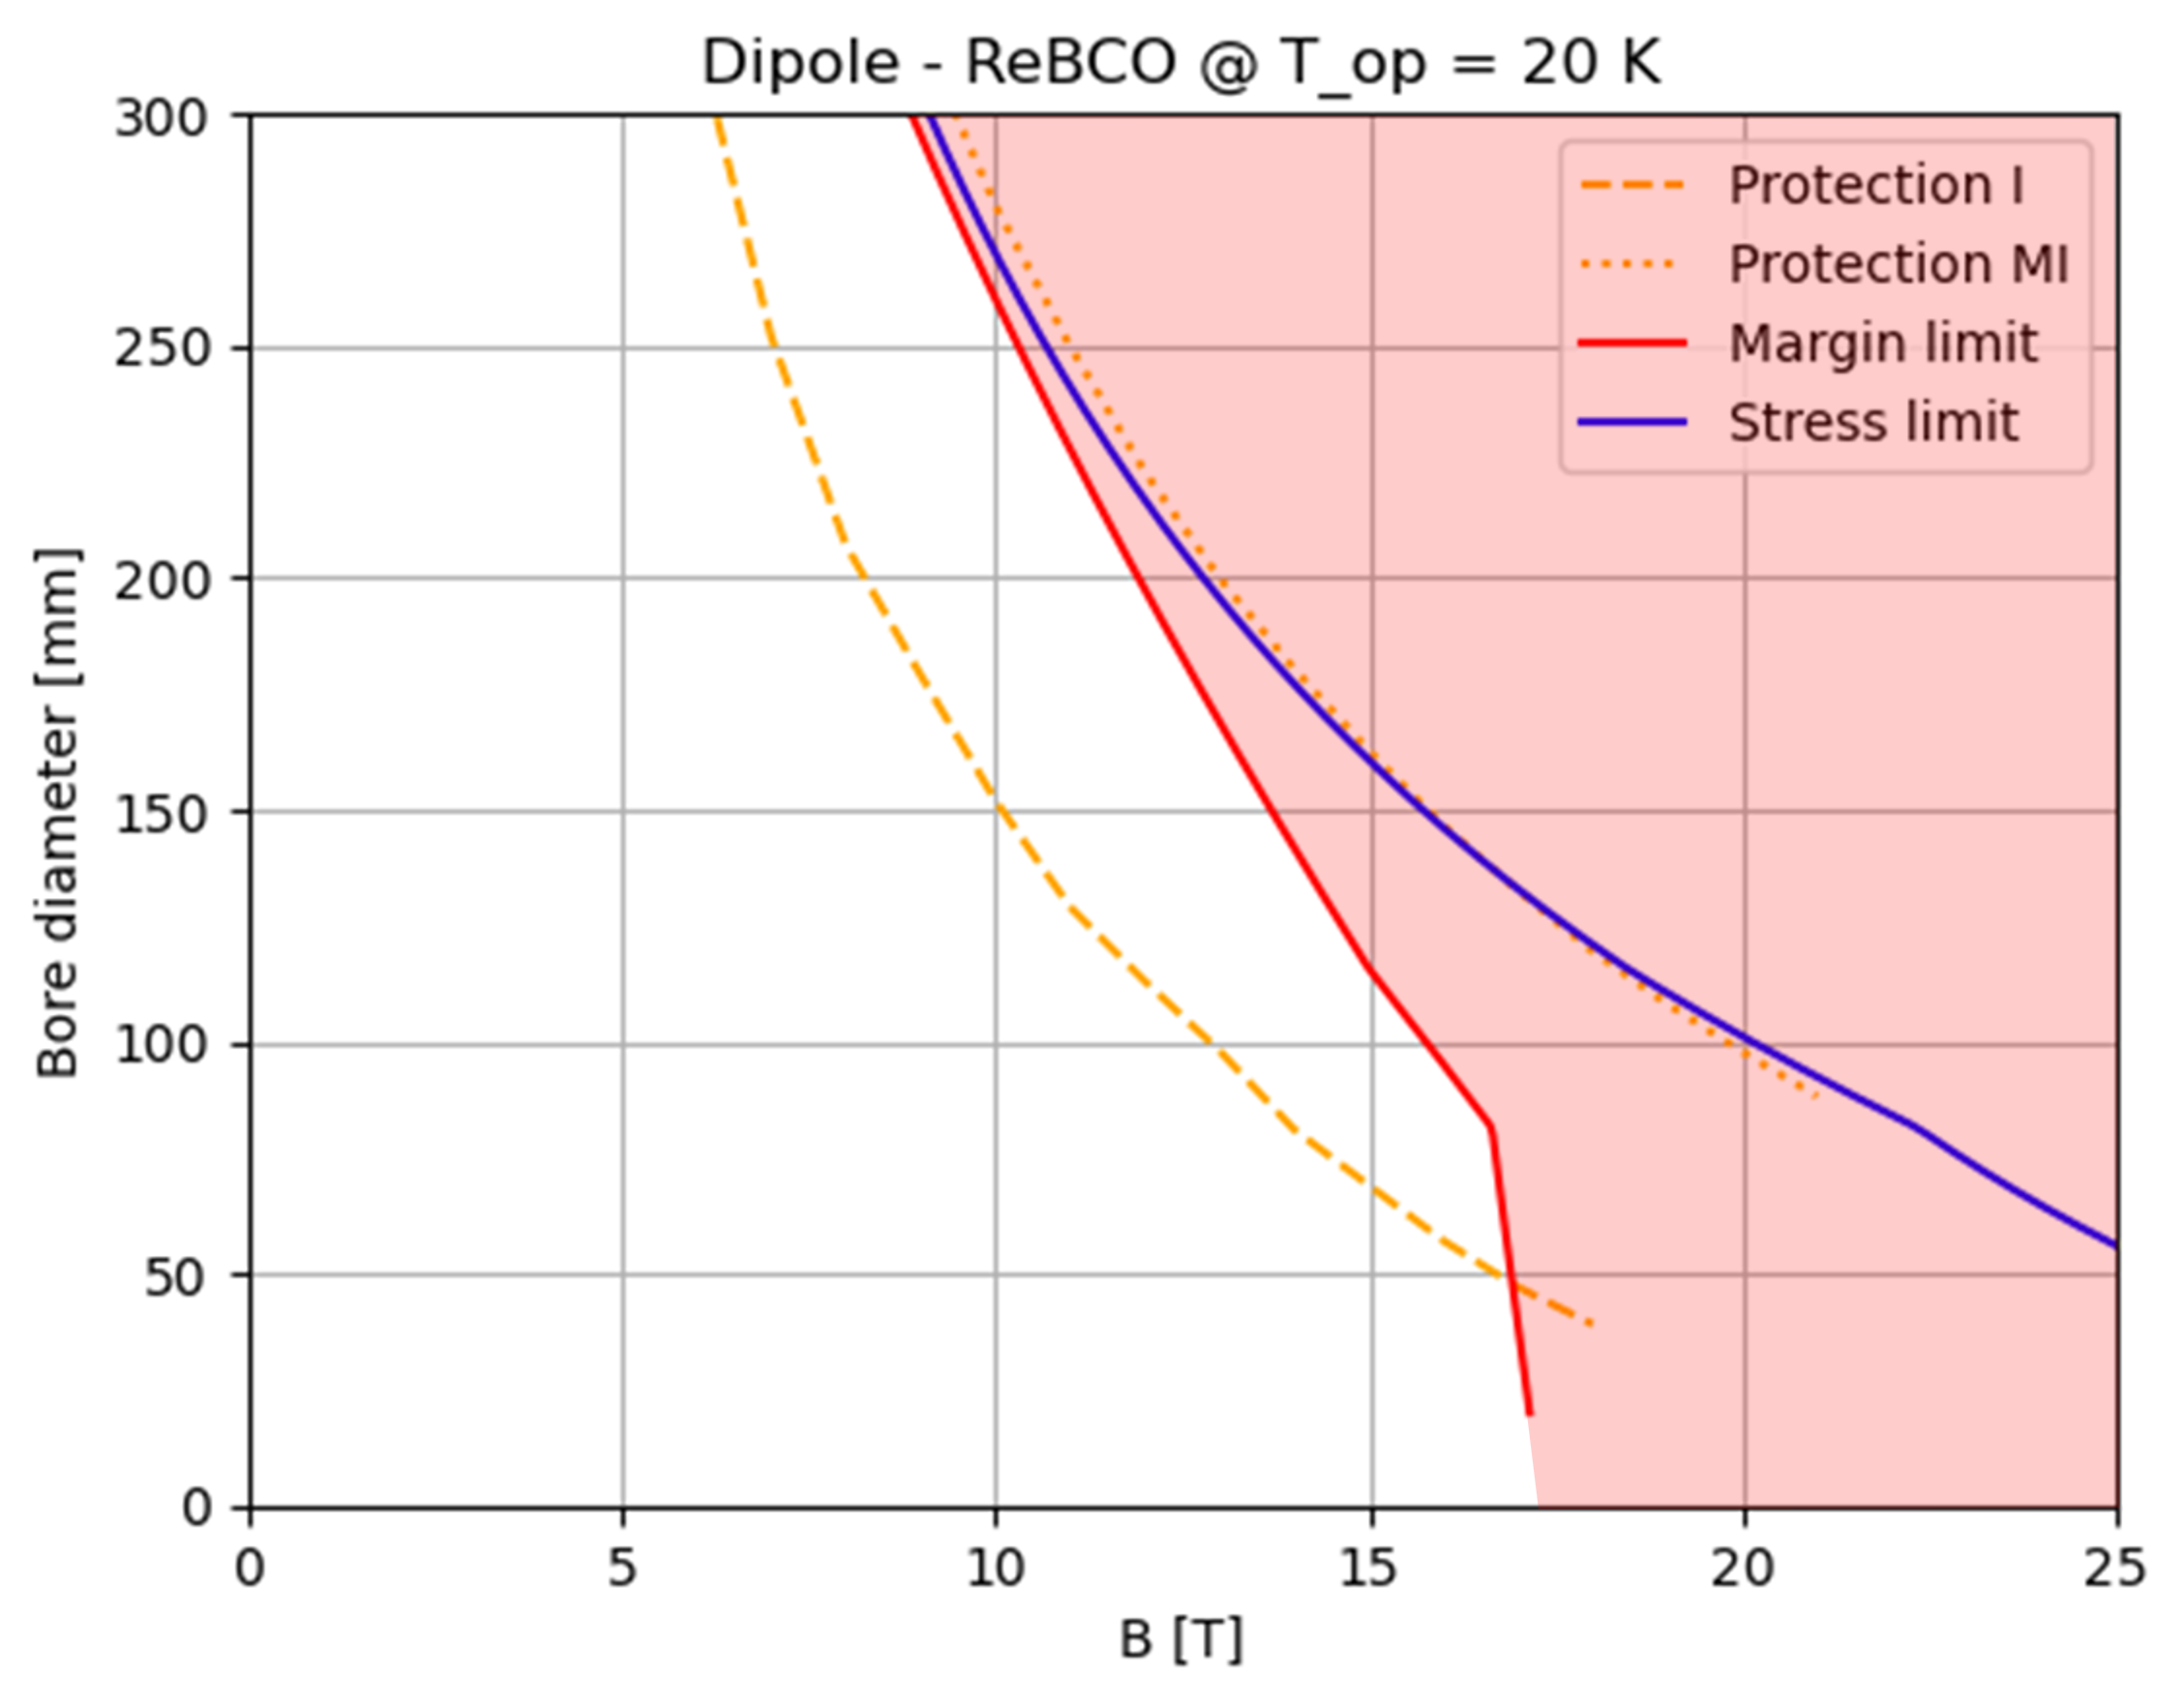 Dipole - ReBCO @ T_op = 20 K
Protection I
Protection MI
Margin limit
Stress limit
300
250
200
150
100
50
0
Bore diameter [mm]
0 5 10 15 20 25
B [T]